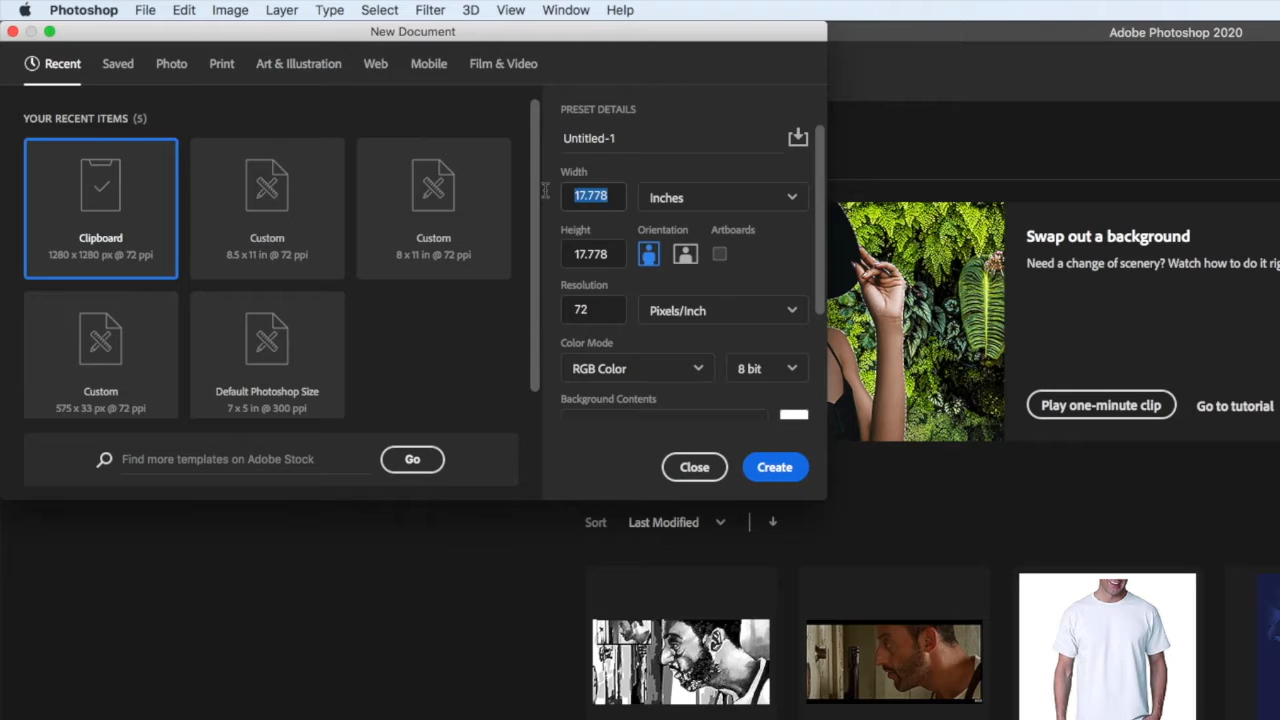 Photoshop File Edit Image Layer Type Select Filter 3D View Window Help
New Document
Adobe Photoshop 2020
Recent Saved Photo Print Art & Illustration Web Mobile Film & Video
YOUR RECENT ITEMS (5)
Clipboard
1280 x 1280 px @ 72 ppi
Custom
8.5 x 11 in @ 72 ppi
Custom
8 x 11 in @ 72 ppi
Custom
575 x 33 px @ 72 ppi
Default Photoshop Size
7 x 5 in @ 300 ppi
Find more templates on Adobe Stock
Go
PRESET DETAILS
Untitled-1
Width
17.778 Inches
Height Orientation Artboards
17.778
Resolution
72 Pixels/Inch
Color Mode
RGB Color 8 bit
Background Contents
Close Create
Swap out a background
Need a change of scenery? Watch how to do it
Play one-minute clip Go to tutorial
Sort Last Modified